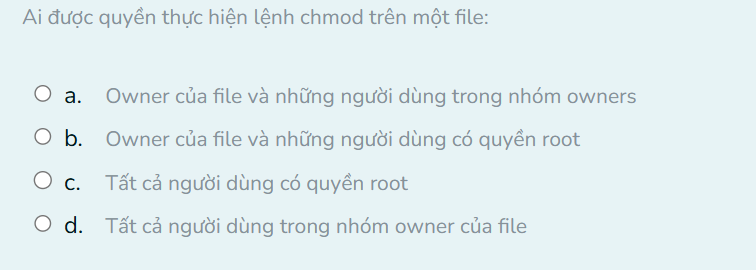 Ai được quyền thực hiện lệnh chmod trên một file:
a. Owner của file và những người dùng trong nhóm owners
b. Owner của file và những người dùng có quyền root
c. Tất cả người dùng có quyền root
d. Tất cả người dùng trong nhóm owner của file